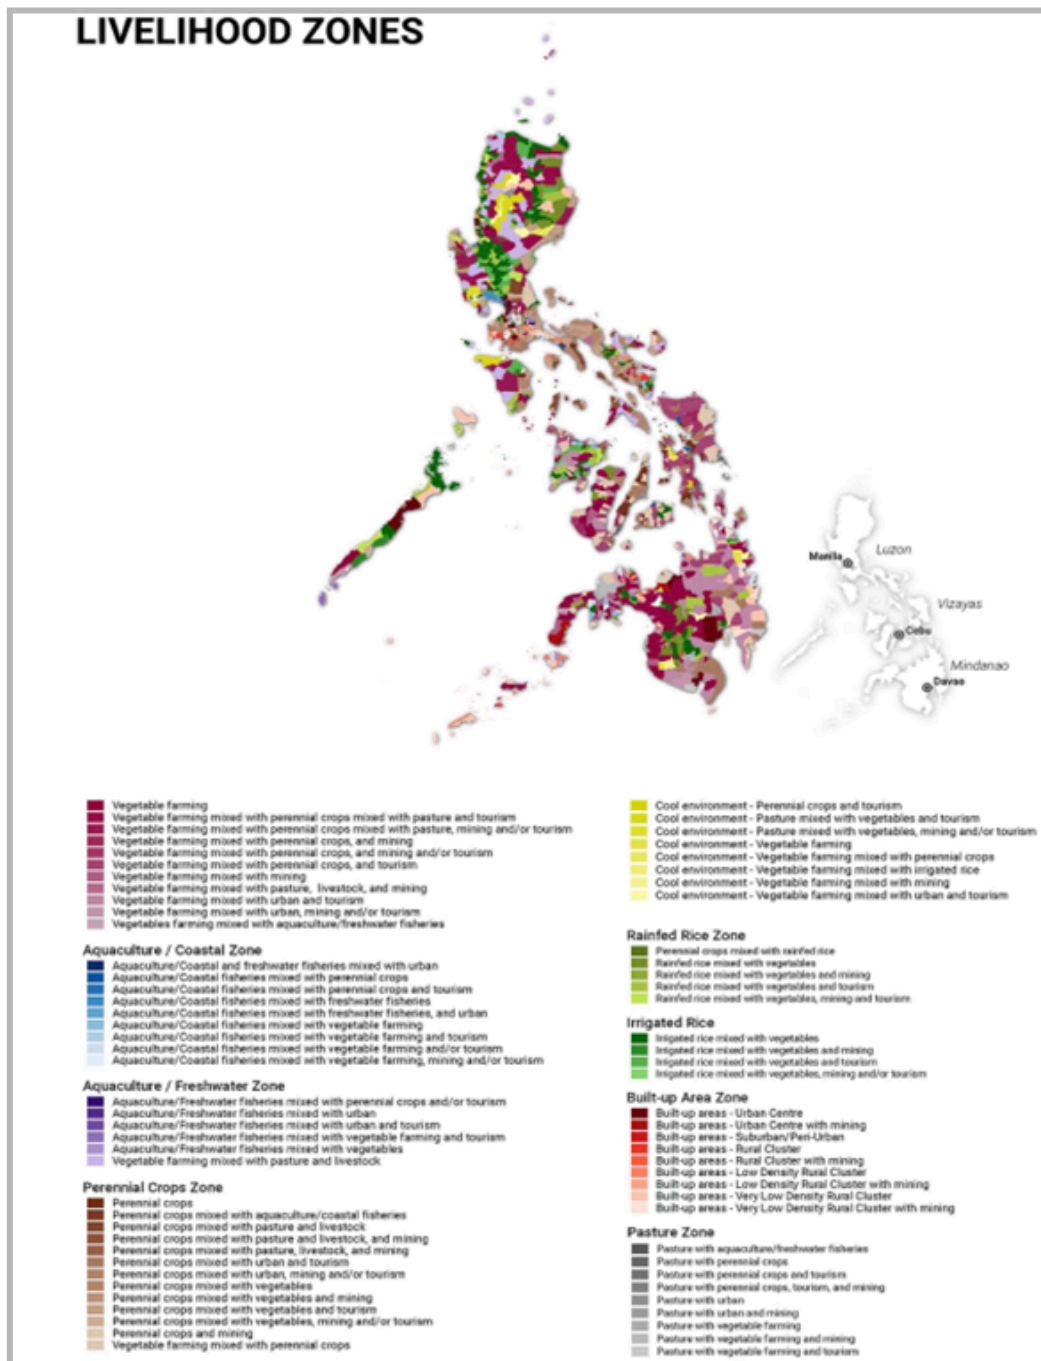 LIVELIHOOD ZONES
Luzon
Manila
Vizayas
Cebu
Mindanao
Davao
Vegetable farming
Vegetable farming mixed with perennial crops mixed with pasture and tourism
Vegetable farming mixed with perennial crops mixed with pasture, mining and/or tourism
Vegetable farming mixed with perennial crops, and mining
Vegetable farming mixed with perennial crops, and mining and/or tourism
Vegetable farming mixed with perennial crops, and tourism
Vegetable farming mixed with mining
Vegetable farming mixed with pasture, livestock, and mining
Vegetable farming mixed with urban and tourism
Vegetable farming mixed with urban, mining and/or tourism
Vegetables farming mixed with aquaculture/freshwater fisheries
Aquaculture / Coastal Zone
Aquaculture/Coastal and freshwater fisheries mixed with urban
Aquaculture/Coastal fisheries mixed with perennial crops
Aquaculture/Coastal fisheries mixed with perennial crops and tourism
Aquaculture/Coastal fisheries mixed with freshwater fisheries
Aquaculture/Coastal fisheries mixed with freshwater fisheries, and urban
Aquaculture/Coastal fisheries mixed with vegetable farming
Aquaculture/Coastal fisheries mixed with vegetable farming and tourism
Aquaculture/Coastal fisheries mixed with vegetable farming and/or tourism
Aquaculture/Coastal fisheries mixed with vegetable farming, mining and/or tourism
Aquaculture / Freshwater Zone
Aquaculture/Freshwater fisheries mixed with perennial crops and/or tourism
Aquaculture/Freshwater fisheries mixed with urban
Aquaculture/Freshwater fisheries mixed with urban and tourism
Aquaculture/Freshwater fisheries mixed with vegetable farming and tourism
Aquaculture/Freshwater fisheries mixed with vegetables
Vegetable farming mixed with pasture and livestock
Perennial Crops Zone
Perennial crops
Perennial crops mixed with aquaculture/coastal fisheries
Perennial crops mixed with pasture and livestock
Perennial crops mixed with pasture and livestock, and mining
Perennial crops mixed with pasture, livestock, and mining
Perennial crops mixed with urban and tourism
Perennial crops mixed with urban, mining and/or tourism
Perennial crops mixed with vegetables
Perennial crops mixed with vegetables and mining
Perennial crops mixed with vegetables and tourism
Perennial crops mixed with vegetables, mining and/or tourism
Perennial crops and mining
Vegetable farming mixed with perennial crops
Cool environment - Perennial crops and tourism
Cool environment - Pasture mixed with vegetables and tourism
Cool environment - Pasture mixed with vegetables, mining and/or tourism
Cool environment - Vegetable farming
Cool environment - Vegetable farming mixed with perennial crops
Cool environment - Vegetable farming mixed with irrigated rice
Cool environment - Vegetable farming mixed with mining
Cool environment - Vegetable farming mixed with urban and tourism
Rainfed Rice Zone
Perennial crops mixed with rainfed rice
Rainfed rice mixed with vegetables
Rainfed rice mixed with vegetables and mining
Rainfed rice mixed with vegetables and tourism
Rainfed rice mixed with vegetables, mining and tourism
Irrigated Rice
Irrigated rice mixed with vegetables
Irrigated rice mixed with vegetables and mining
Irrigated rice mixed with vegetables and tourism
Irrigated rice mixed with vegetables, mining and/or tourism
Built-up Area Zone
Built-up areas - Urban Centre
Built-up areas - Urban Centre with mining
Built-up areas - Suburban/Peri-Urban
Built-up areas - Rural Cluster
Built-up areas - Rural Cluster with mining
Built-up areas - Low Density Rural Cluster
Built-up areas - Low Density Rural Cluster with mining
Built-up areas - Very Low Density Rural Cluster
Built-up areas - Very Low Density Rural Cluster with mining
Pasture Zone
Pasture with aquaculture/freshwater fisheries
Pasture with perennial crops
Pasture with perennial crops and tourism
Pasture with perennial crops, tourism, and mining
Pasture with urban
Pasture with urban and mining
Pasture with vegetable farming
Pasture with vegetable farming and mining
Pasture with vegetable farming and tourism